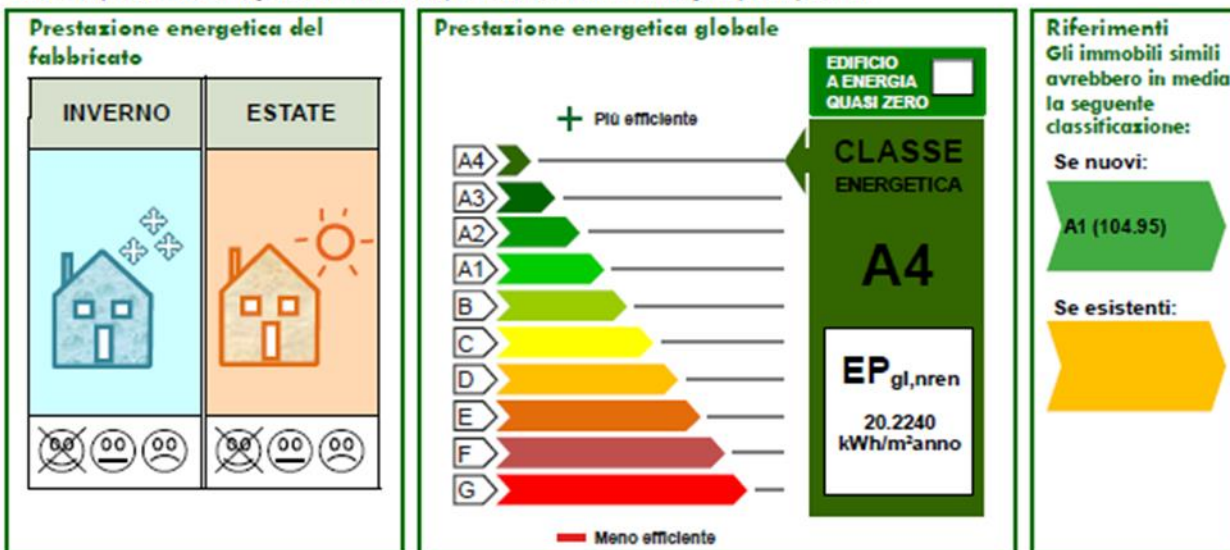 Prestazione energetica del
fabbricato
INVERNO
ESTATE
Prestazione energetica globale
Più efficiente
A4
A3
A2
A1
B
C
D
E
F
G
Meno efficiente
EDIFICIO
A ENERGIA
QUASI ZERO
CLASSE
ENERGETICA
A4
EPgl,nren
20.2240
kWh/m²anno
Riferimenti
Gli immobili simili
avrebbero in media
la seguente
classificazione:
Se nuovi:
A1 (104.95)
Se esistenti: